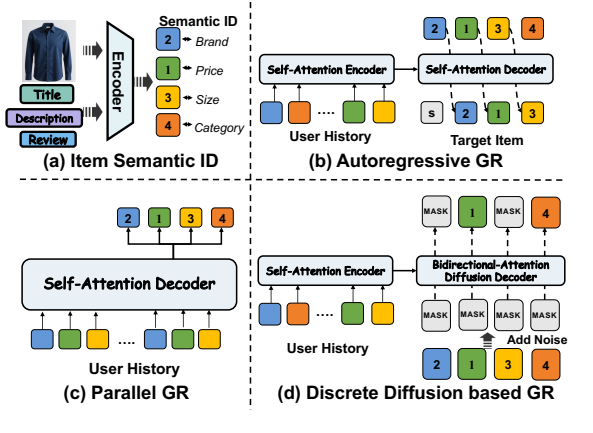 Semantic ID
2 Brand
1 Price
3 Size
4 Category
Encoder
Title
Description
Review
(a) Item Semantic ID
2 1 3 4
Self-Attention Encoder
Self-Attention Decoder
....
s 2 1 3
User History
Target Item
(b) Autoregressive GR
2 1 3 4
Self-Attention Decoder
....
User History
(c) Parallel GR
MASK 1 MASK 4
Self-Attention Encoder
Bidirectional-Attention
Diffusion Decoder
....
MASK MASK MASK MASK
User History
Add Noise
2 1 3 4
(d) Discrete Diffusion based GR